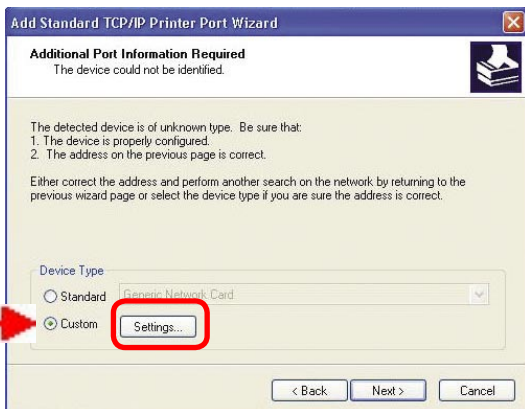 Add Standard TCP/IP Printer Port Wizard
Additional Port Information Required
The device could not be identified.
The detected device is of unknown type. Be sure that:
1. The device is properly configured.
2. The address on the previous page is correct.
Either correct the address and perform another search on the network by returning to the
previous wizard page or select the device type if you are sure the address is correct.
Device Type
Standard
Generic Network Card
Custom
Settings...
< Back
Next >
Cancel